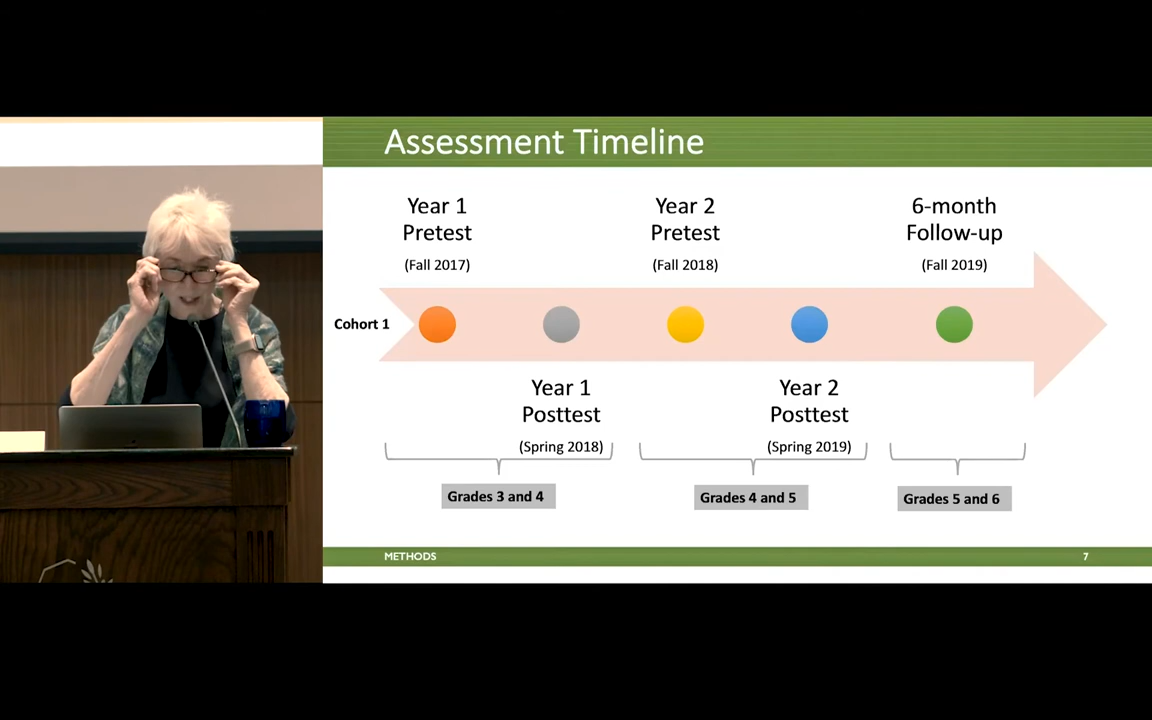 Assessment Timeline
Year 1
Pretest
(Fall 2017)
Year 2
Pretest
(Fall 2018)
6-month
Follow-up
(Fall 2019)
Cohort 1
Year 1
Posttest
(Spring 2018)
Year 2
Posttest
(Spring 2019)
Grades 3 and 4
Grades 4 and 5
Grades 5 and 6
METHODS
7